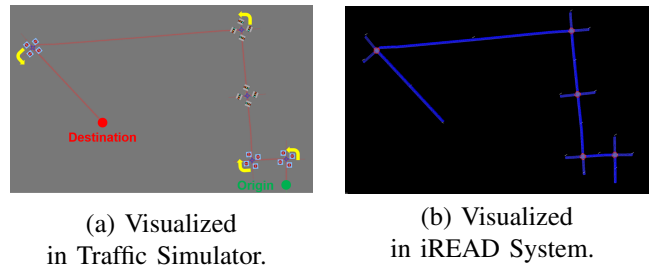 Destination
Origin
(a) Visualized
in Traffic Simulator.
(b) Visualized
in iREAD System.